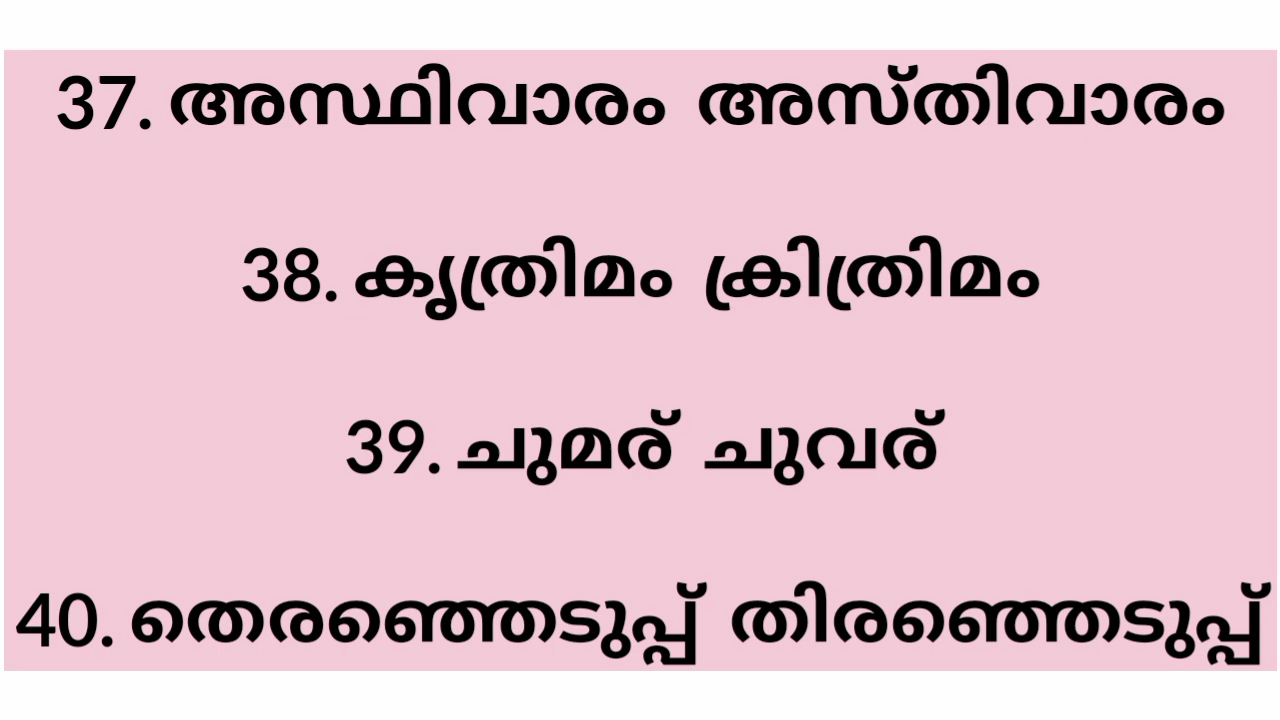 37. അസ്ഥിവാരം അസ്തിവാരം
38. കൃത്രിമം ക്രിത്രിമം
39. ചുമര് ചുവര്
40. തെരഞ്ഞെടുപ്പ് തിരഞ്ഞെടുപ്പ്